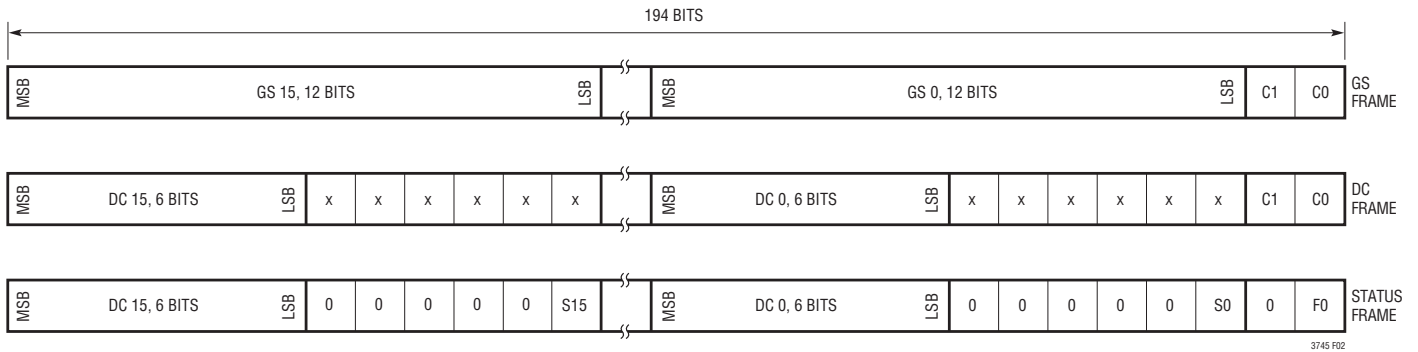 194 BITS
MSB GS 15, 12 BITS LSB MSB GS 0, 12 BITS LSB C1 C0 GS FRAME
MSB DC 15, 6 BITS LSB x x x x x x MSB DC 0, 6 BITS LSB x x x x x x C1 C0 DC FRAME
MSB DC 15, 6 BITS LSB 0 0 0 0 0 S15 MSB DC 0, 6 BITS LSB 0 0 0 0 0 S0 0 F0 STATUS FRAME
3745 F02